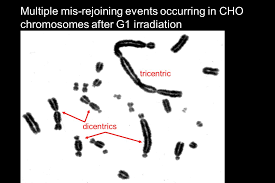 Multiple mis-rejoining events occurring in CHO
chromosomes after G1 irradiation
tricentric
dicentrics